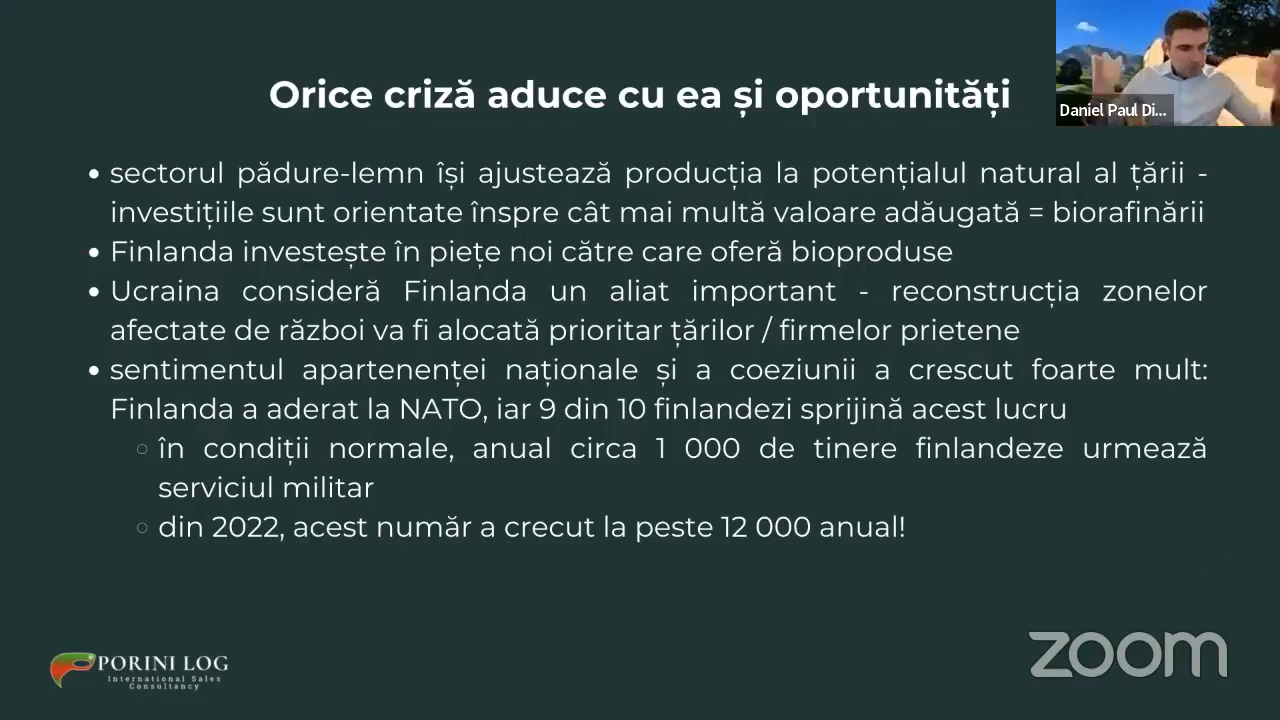 Orice criză aduce cu ea și oportunități
Daniel Paul Di...
• sectorul pădure-lemn își ajustează producția la potențialul natural al țării -
investițiile sunt orientate înspre cât mai multă valoare adăugată = biorafinării
• Finlanda investește în piețe noi către care oferă bioproduse
• Ucraina consideră Finlanda un aliat important - reconstrucția zonelor
afectate de război va fi alocată prioritar țărilor / firmelor prietene
• sentimentul apartenenței naționale și a coeziunii a crescut foarte mult:
Finlanda a aderat la NATO, iar 9 din 10 finlandezi sprijină acest lucru
◦ în condiții normale, anual circa 1 000 de tinere finlandeze urmează
serviciul militar
◦ din 2022, acest număr a crecut la peste 12 000 anual!
PORINI LOG
International Sales
Consultancy
zoom